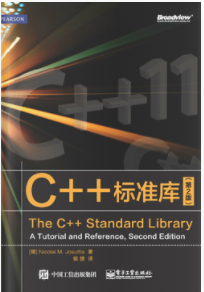 Broadview
PEARSON
C++11
C++标准库
(第2版)
The C++ Standard Library
A Tutorial and Reference, Second Edition
[德] Nicolai M. Josuttis 著
侯捷 译
中国工信出版集团
电子工业出版社